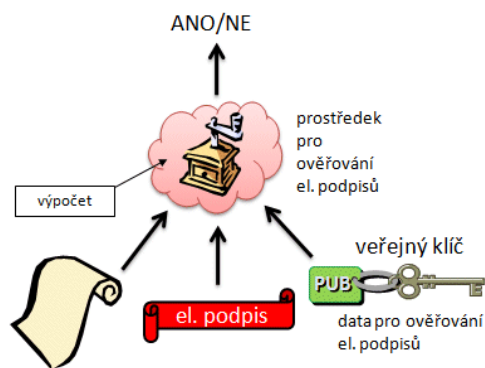 ANO/NE
prostředek
pro
ověřování
el. podpisů
výpočet
veřejný klíč
PUB
el. podpis
data pro ověřování
el. podpisů